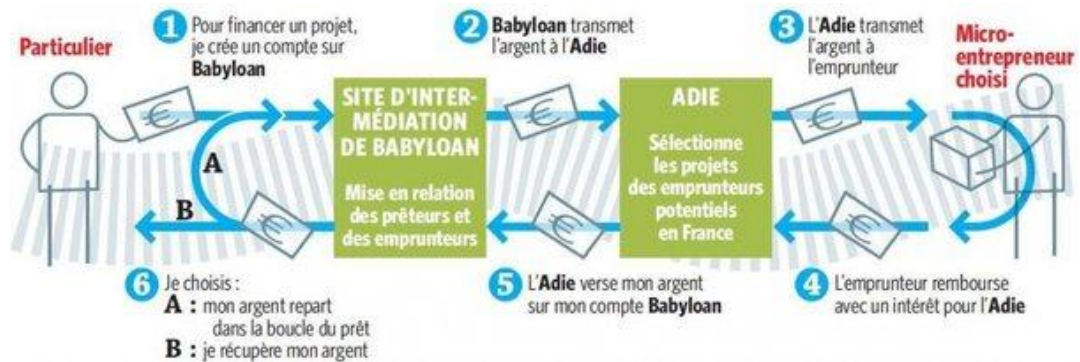 Particulier
1 Pour financer un projet,
je crée un compte sur
Babyloan
2 Babyloan transmet
l'argent à l'Adie
3 L'Adie transmet
l'argent à
l'emprunteur
Micro-
entrepreneur
choisi
SITE D'INTER-
MÉDIATION
DE BABYLOAN
Mise en relation
des prêteurs et
des emprunteurs
ADIE
Sélectionne
les projets
des emprunteurs
potentiels
en France
€
€
€
A
B
€
€
€
6 Je choisis :
A : mon argent repart
dans la boucle du prêt
B : je récupère mon argent
5 L'Adie verse mon argent
sur mon compte Babyloan
4 L'emprunteur rembourse
avec un intérêt pour l'Adie